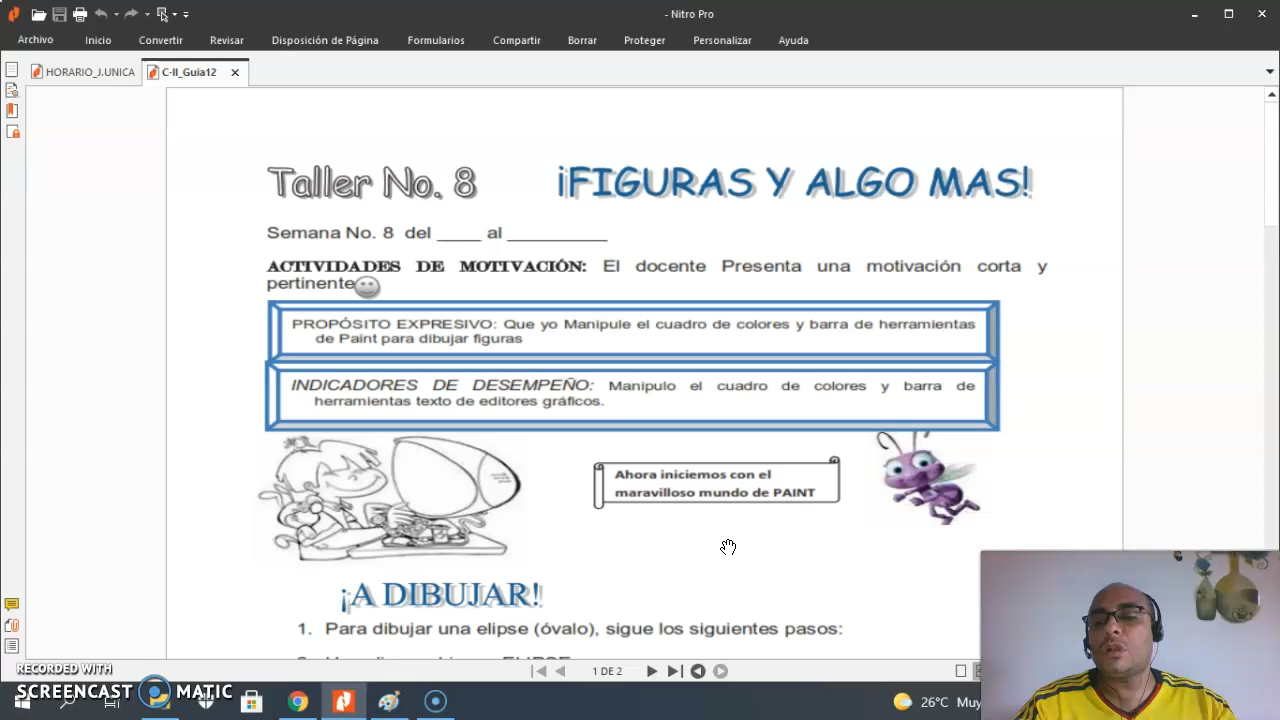 - Nitro Pro
Archivo Inicio Convertir Revisar Disposición de Página Formularios Compartir Borrar Proteger Personalizar Ayuda
HORARIO_J.UNICA C-II_Guia12
Taller No. 8 ¡FIGURAS Y ALGO MAS!
Semana No. 8 del ____ al _________
ACTIVIDADES DE MOTIVACIÓN: El docente Presenta una motivación corta y
pertinente
PROPÓSITO EXPRESIVO: Que yo Manipule el cuadro de colores y barra de herramientas
de Paint para dibujar figuras
INDICADORES DE DESEMPEÑO: Manipulo el cuadro de colores y barra de
herramientas texto de editores gráficos.
Ahora iniciemos con el
maravilloso mundo de PAINT
¡A DIBUJAR!
1. Para dibujar una elipse (óvalo), sigue los siguientes pasos:
1 DE 2
RECORDED WITH
SCREENCAST MATIC
26°C Muy